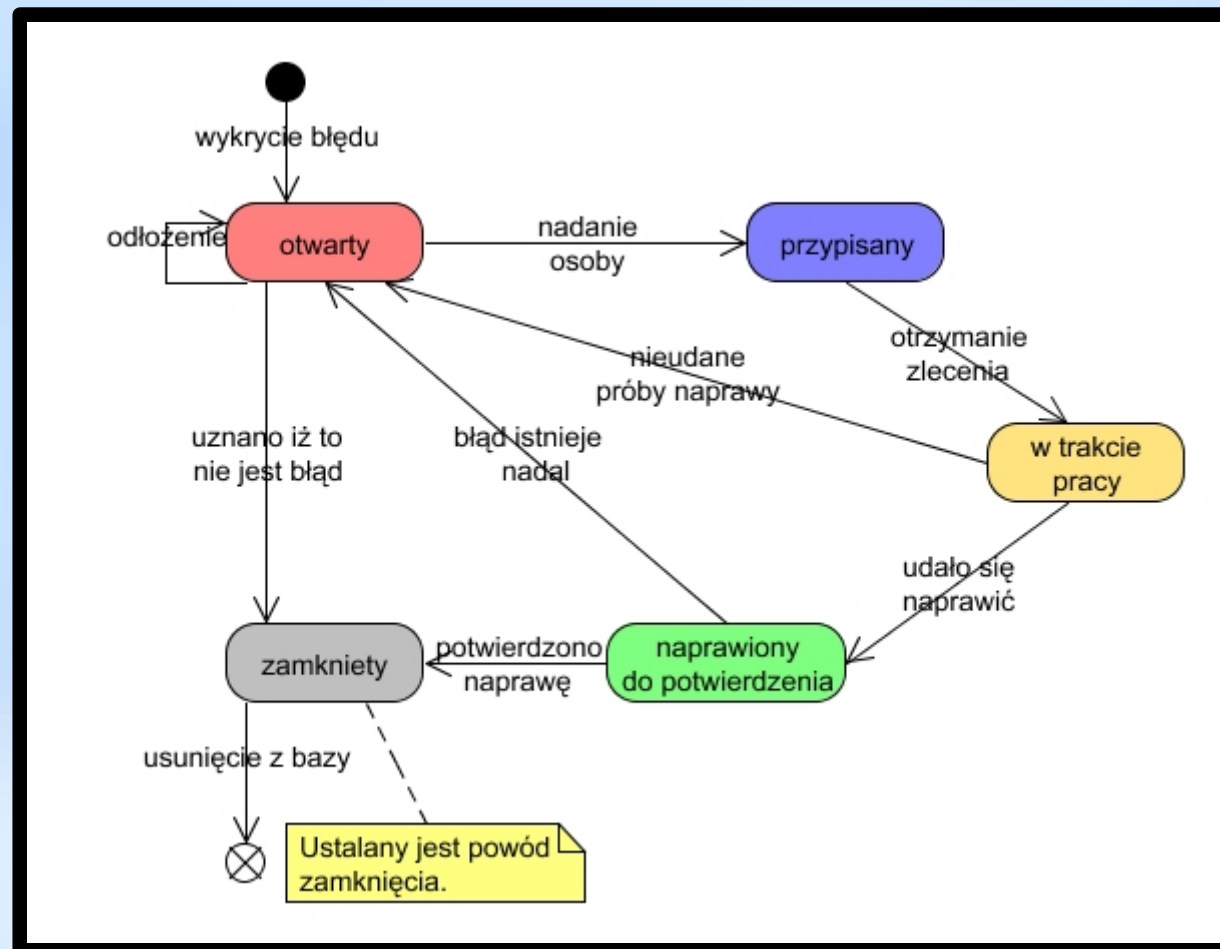 wykrycie błędu
odłożenie
otwarty
nadanie
osoby
przypisany
otrzymanie
zlecenia
nieudane
próby naprawy
w trakcie
pracy
uznano iż to
nie jest błąd
błąd istnieje
nadal
udało się
naprawić
zamkniety
potwierdzono
naprawę
naprawiony
do potwierdzenia
usunięcie z bazy
Ustalany jest powód
zamknięcia.